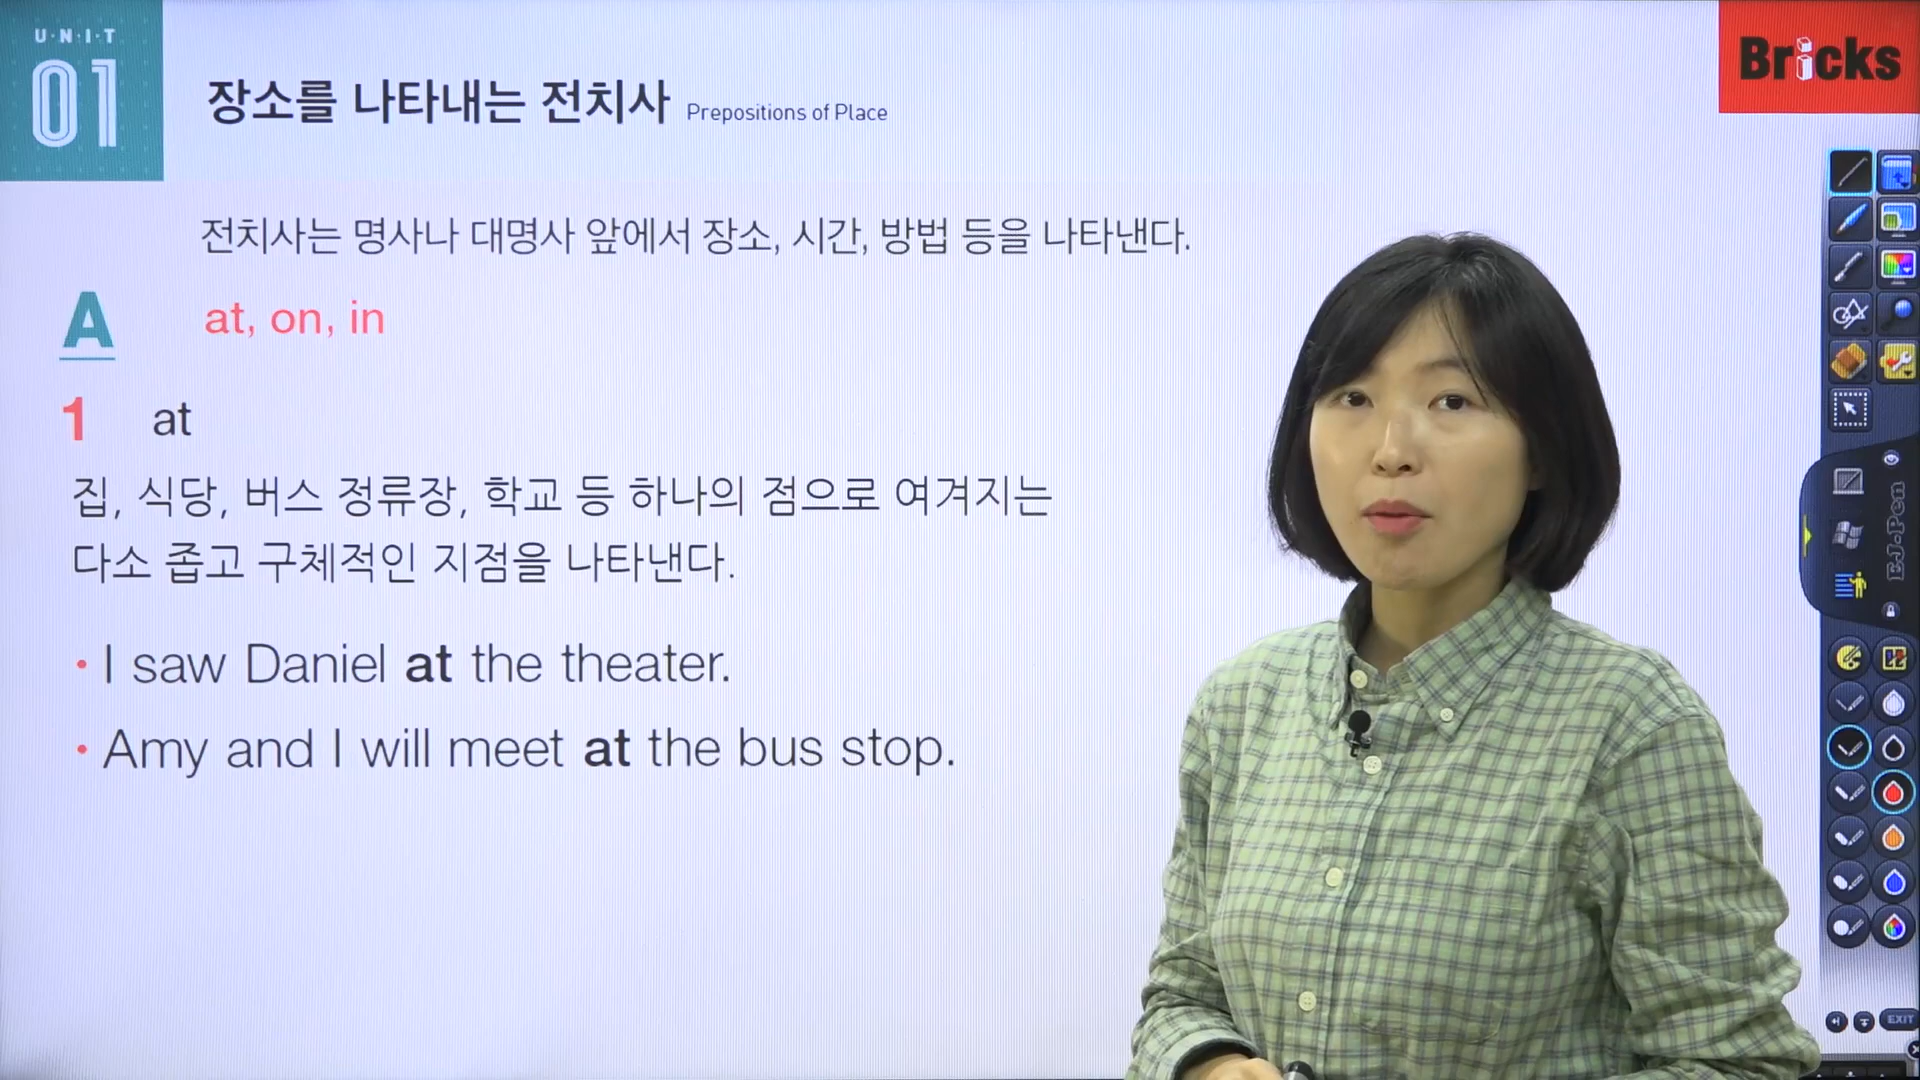 U·N·I·T
01
장소를 나타내는 전치사 Prepositions of Place
Bricks
전치사는 명사나 대명사 앞에서 장소, 시간, 방법 등을 나타낸다.
A at, on, in
1 at
집, 식당, 버스 정류장, 학교 등 하나의 점으로 여겨지는
다소 좁고 구체적인 지점을 나타낸다.
• I saw Daniel at the theater.
• Amy and I will meet at the bus stop.
EJ-Pen
EXIT